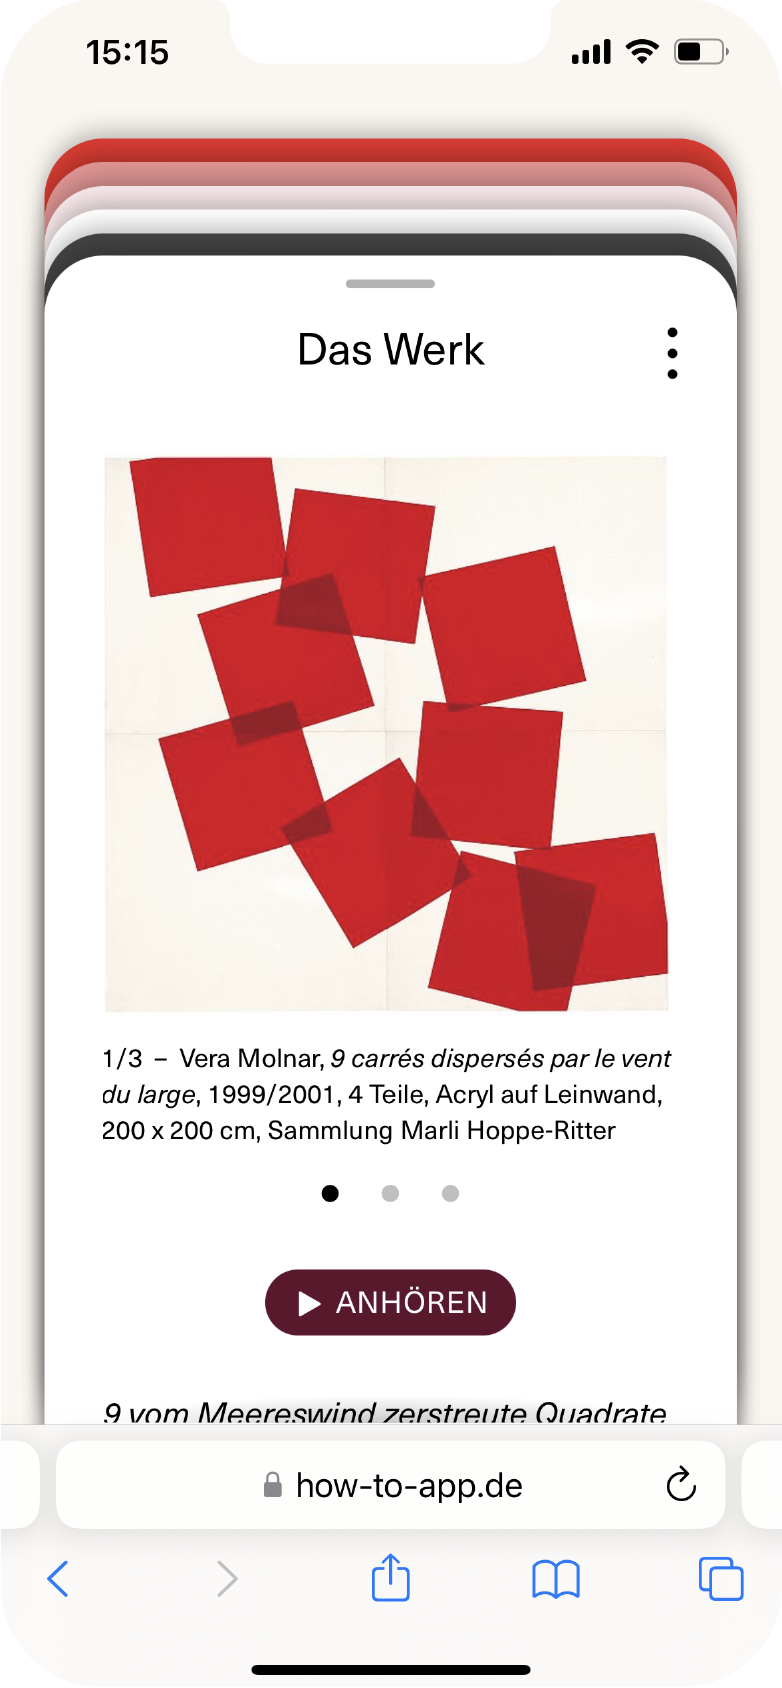 15:15
Das Werk
1/3 – Vera Molnar, 9 carrés dispersés par le vent
du large, 1999/2001, 4 Teile, Acryl auf Leinwand,
200 x 200 cm, Sammlung Marli Hoppe-Ritter
ANHÖREN
9 vom Meereswind zerstreute Quadrate
how-to-app.de